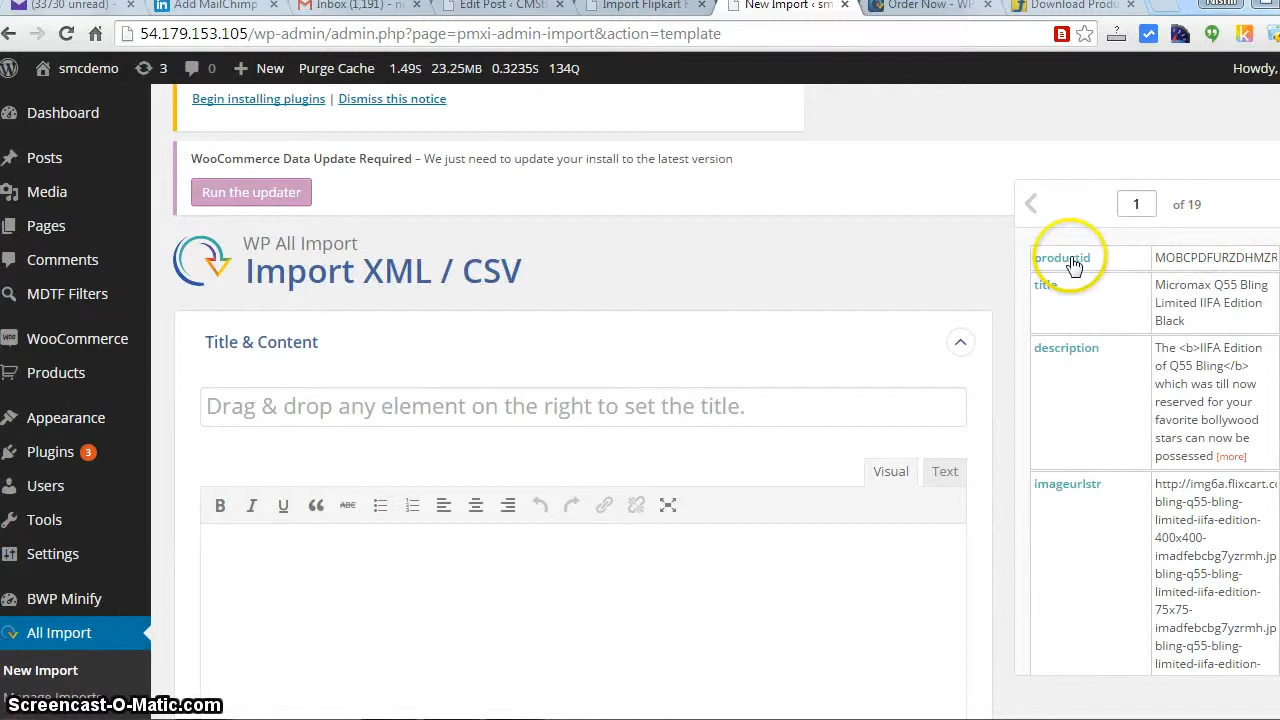 (33730 unread) -
Add MailChimp
Inbox (1,191) - n
Edit Post ‹ CMSti
Import Flipkart P
New Import ‹ sm
Order Now - WP
Download Produ
54.179.153.105/wp-admin/admin.php?page=pmxi-admin-import&action=template
smcdemo 3 0 New Purge Cache 1.49S 23.25MB 0.3235S 134Q Howdy,
Dashboard
Posts
Media
Pages
Comments
MDTF Filters
WooCommerce
Products
Appearance
Plugins 3
Users
Tools
Settings
BWP Minify
All Import
New Import
Manage Imports
Begin installing plugins | Dismiss this notice
WooCommerce Data Update Required – We just need to update your install to the latest version
Run the updater
WP All Import
Import XML / CSV
Title & Content
Drag & drop any element on the right to set the title.
Visual Text
B I U ABC
1 of 19
productid MOBCPDFURZDHMZR
title Micromax Q55 Bling
Limited IIFA Edition
Black
description The <b>IIFA Edition
of Q55 Bling</b>
which was till now
reserved for your
favorite bollywood
stars can now be
possessed [more]
imageurlstr http://img6a.flixcart.co
bling-q55-bling-
limited-iifa-edition-
400x400-
imadfebcbg7yzrmh.jp
bling-q55-bling-
limited-iifa-edition-
75x75-
imadfebcbg7yzrmh.jp
bling-q55-bling-
limited-iifa-edition-
Screencast-O-Matic.com